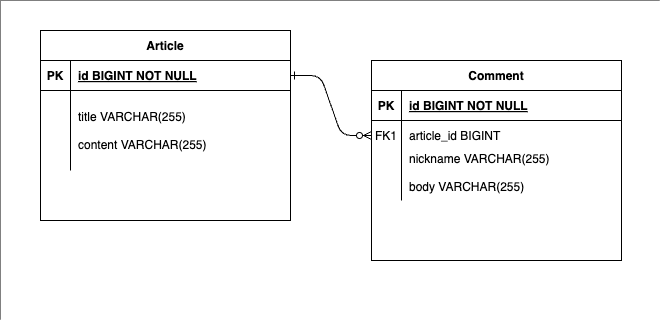 Article
PK id BIGINT NOT NULL
title VARCHAR(255)
content VARCHAR(255)
Comment
PK id BIGINT NOT NULL
FK1 article_id BIGINT
nickname VARCHAR(255)
body VARCHAR(255)